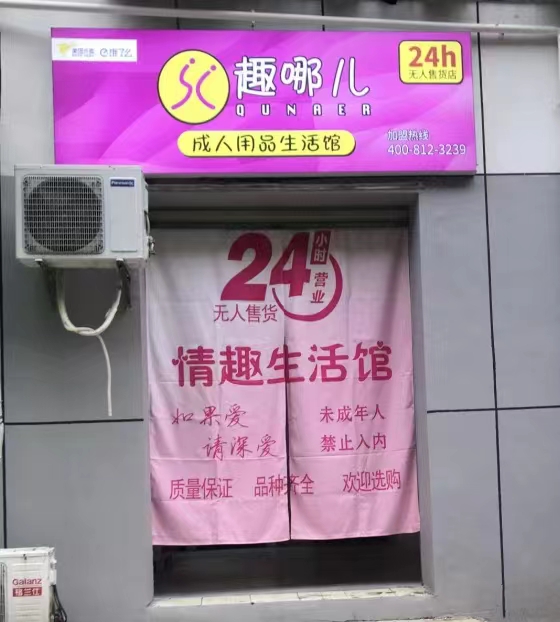 饿了么
24h
无人售货店
趣哪儿
QUNAER
成人用品生活馆
加盟热线
400-812-3239
Panasonic
24
小时
营业
无人售货
情趣生活馆
如果爱
请深爱
未成年人
禁止入内
质量保证 品种齐全 欢迎选购
Galanz